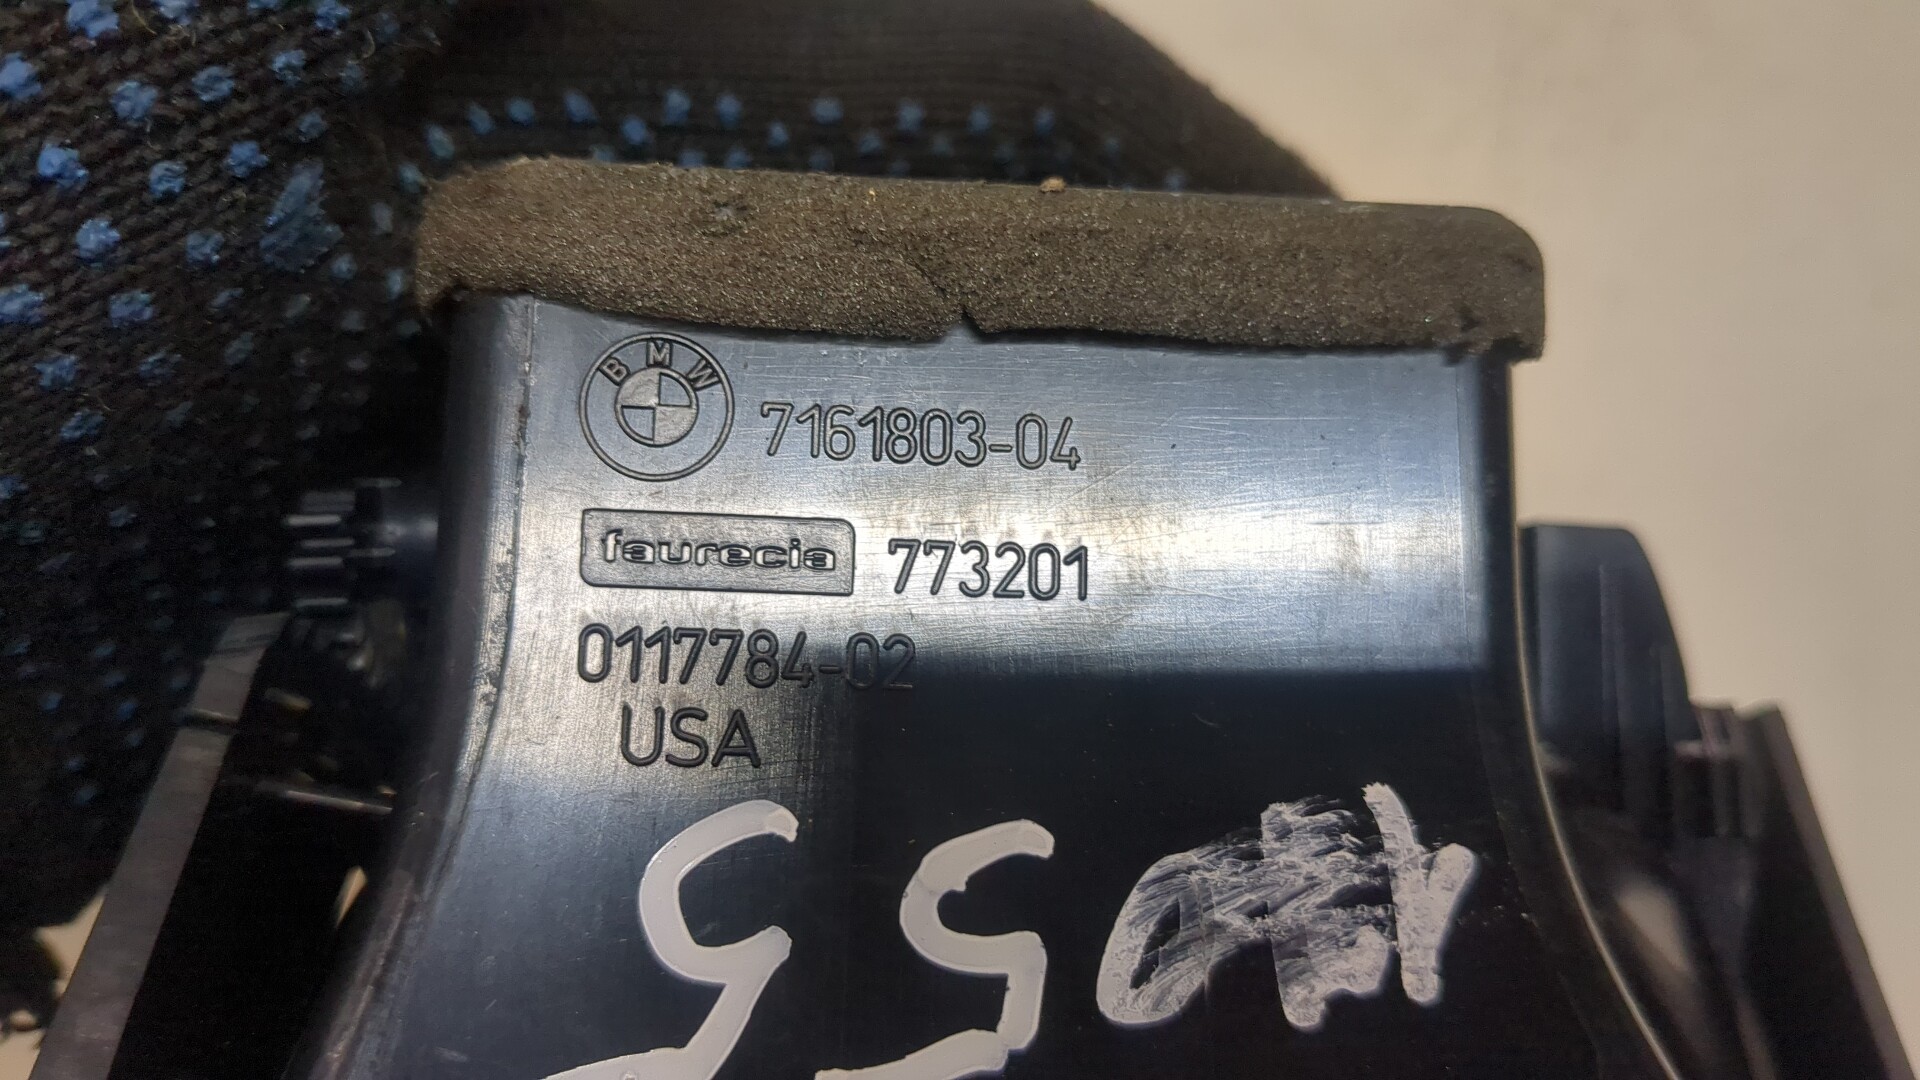 BMW 7161803-04
faurecia 773201
0117784-02
USA
55